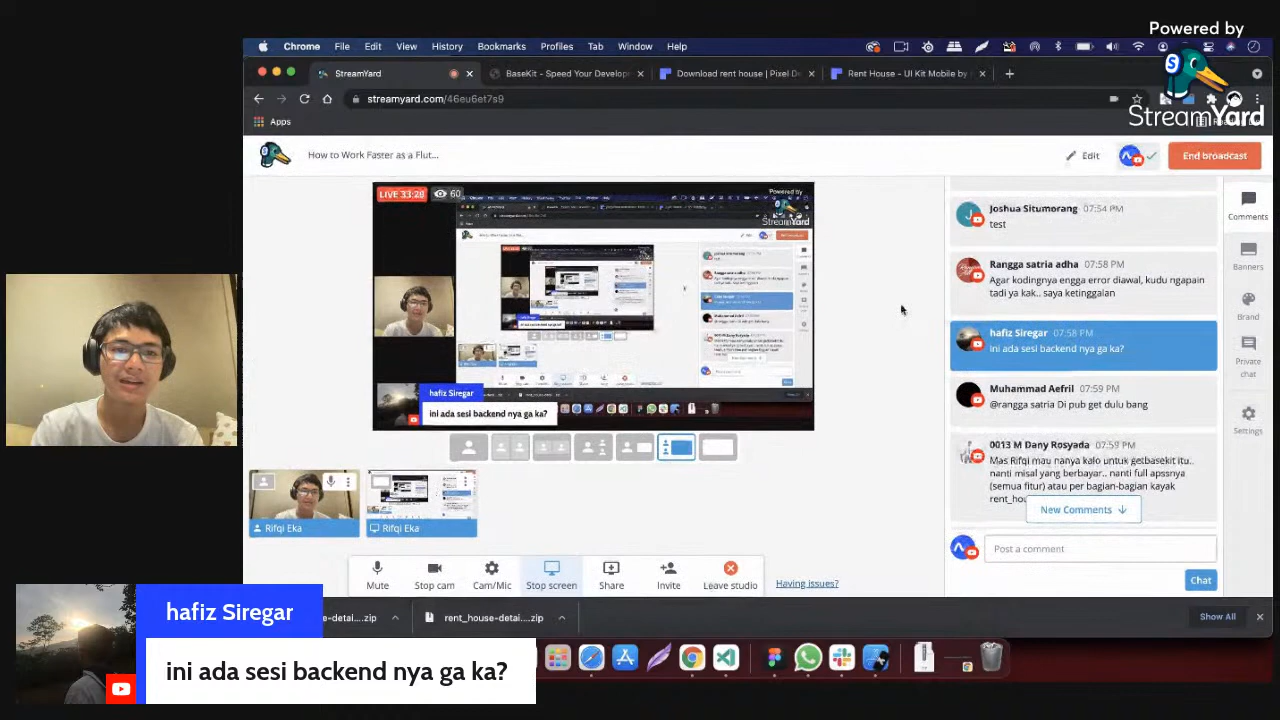 Powered by
StreamYard
Chrome File Edit View History Bookmarks Profiles Tab Window Help
StreamYard
BaseKit - Speed Your Develop
Download rent house | Pixel D
Rent House - UI Kit Mobile by
streamyard.com/46eu6et7s9
Apps
How to Work Faster as a Flut...
Edit
End broadcast
LIVE 33:20
60
Powered by
StreamYard
hafiz Siregar
ini ada sesi backend nya ga ka?
Rifqi Eka
Rifqi Eka
Joshua Situmorang 07:54 PM
test
Rangga satria adha 07:58 PM
Agar kodingnya engga error diawal, kudu ngapain
tadi ya kak.. saya ketinggalan
hafiz Siregar 07:58 PM
ini ada sesi backend nya ga ka?
Muhammad Aefril 07:59 PM
@rangga satria Di pub get dulu bang
0013 M Dany Rosyada 07:59 PM
Mas Rifqi mau nanya kalo untuk getbasekit itu..
nanti misal yang berbayar.. nanti full appsnya
(semua fitur) atau per bagian-bagian kayak
New Comments
Post a comment
Chat
Comments
Banners
Brand
Private
chat
Settings
Mute
Stop cam
Cam/Mic
Stop screen
Share
Invite
Leave studio
Having issues?
e-detai....zip
rent_house-detai....zip
Show All
hafiz Siregar
ini ada sesi backend nya ga ka?